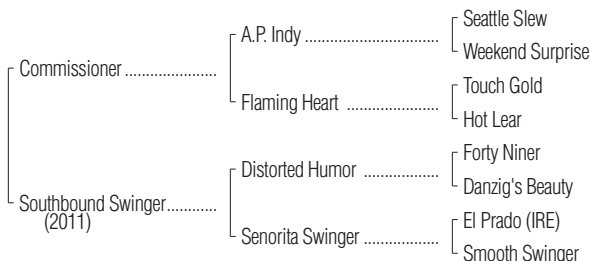 Seattle Slew
A.P. Indy ......................................
Weekend Surprise
Commissioner ......................
Touch Gold
Flaming Heart ..........................
Hot Lear
Forty Niner
Distorted Humor .....................
Danzig's Beauty
Southbound Swinger............
(2011)
El Prado (IRE)
Senorita Swinger .....................
Smooth Swinger